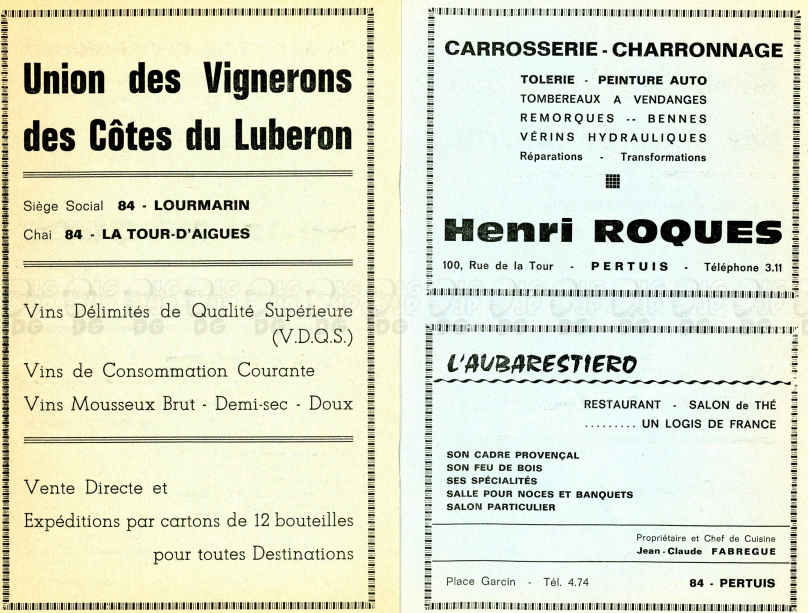 Union des Vignerons
des Côtes du Luberon
Siège Social 84 - LOURMARIN
Chai 84 - LA TOUR-D'AIGUES
Vins Délimités de Qualité Supérieure
(V.D.Q.S.)
Vins de Consommation Courante
Vins Mousseux Brut - Demi-sec - Doux
Vente Directe et
Expéditions par cartons de 12 bouteilles
pour toutes Destinations
CARROSSERIE - CHARRONNAGE
TOLERIE - PEINTURE AUTO
TOMBEREAUX A VENDANGES
REMORQUES -- BENNES
VÉRINS HYDRAULIQUES
Réparations - Transformations
Henri ROQUES
100, Rue de la Tour - PERTUIS - Téléphone 3.11
L'AUBARESTIERO
RESTAURANT - SALON de THÉ
......... UN LOGIS DE FRANCE
SON CADRE PROVENÇAL
SON FEU DE BOIS
SES SPÉCIALITÉS
SALLE POUR NOCES ET BANQUETS
SALON PARTICULIER
Propriétaire et Chef de Cuisine
Jean-Claude FABREGUE
Place Garcin - Tél. 4.74 84 - PERTUIS